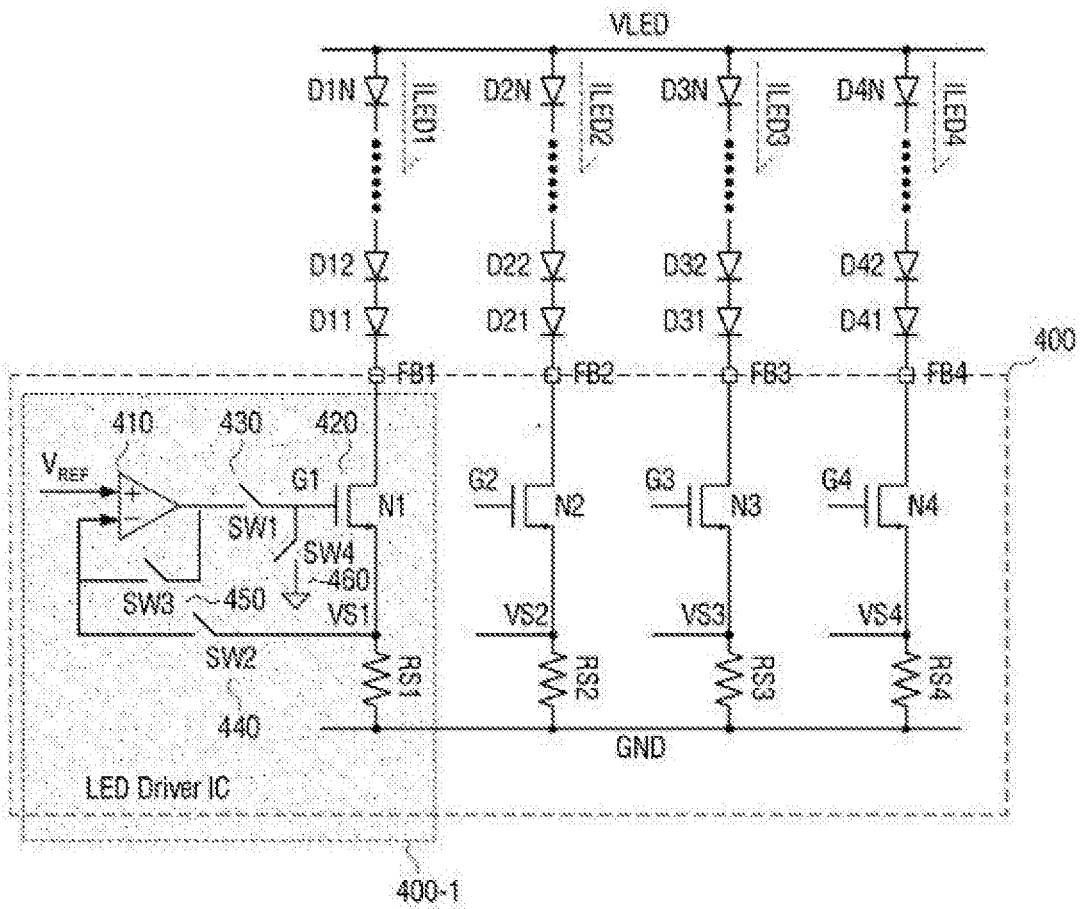 VLED
D1N D2N D3N D4N
ILED1 ILED2 ILED3 ILED4
D12 D22 D32 D42
D11 D21 D31 D41
400
FB1 FB2 FB3 FB4
410 430 420
VREF
+
G1 G2 G3 G4
N1 N2 N3 N4
−
SW1
SW4
460
SW3 450
VS1 VS2 VS3 VS4
SW2
RS1 RS2 RS3 RS4
440
GND
LED Driver IC
400-1